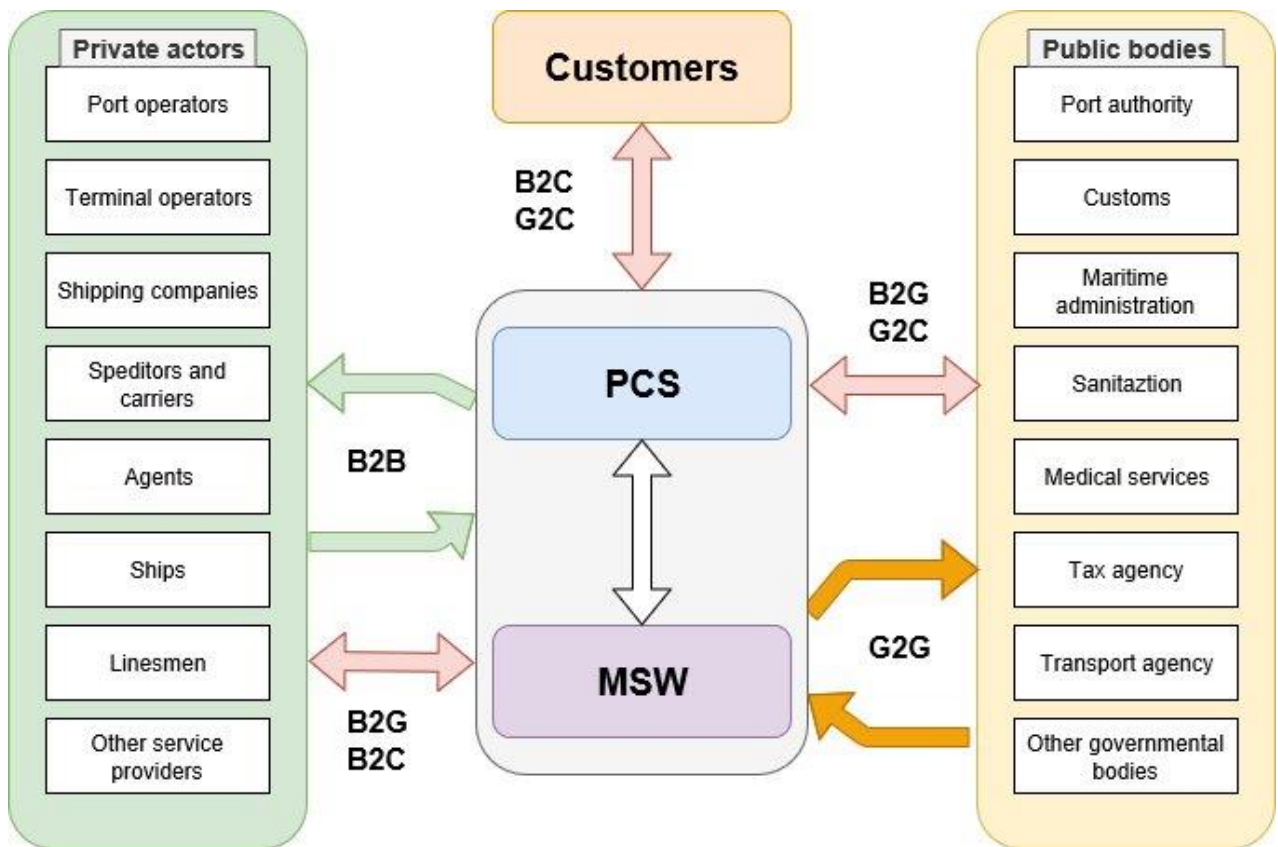 Private actors
Port operators
Terminal operators
Shipping companies
Speditors and
carriers
Agents
Ships
Linesmen
Other service
providers
Customers
B2C
G2C
PCS
MSW
B2B
B2G
B2C
B2G
G2C
G2G
Public bodies
Port authority
Customs
Maritime
administration
Sanitaztion
Medical services
Tax agency
Transport agency
Other governmental
bodies